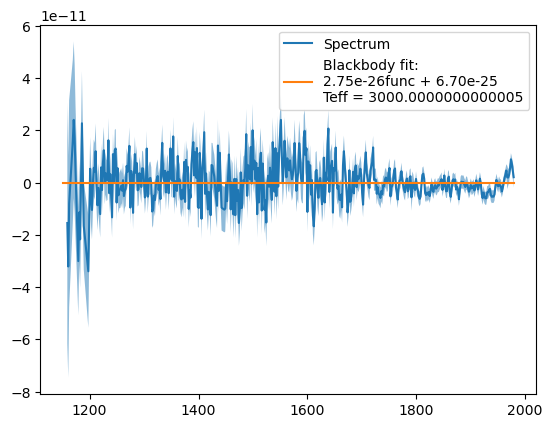 1e−11
6
4
2
0
−2
−4
−6
−8
1200
1400
1600
1800
2000
Spectrum
Blackbody fit:
2.75e-26func + 6.70e-25
Teff = 3000.0000000000005